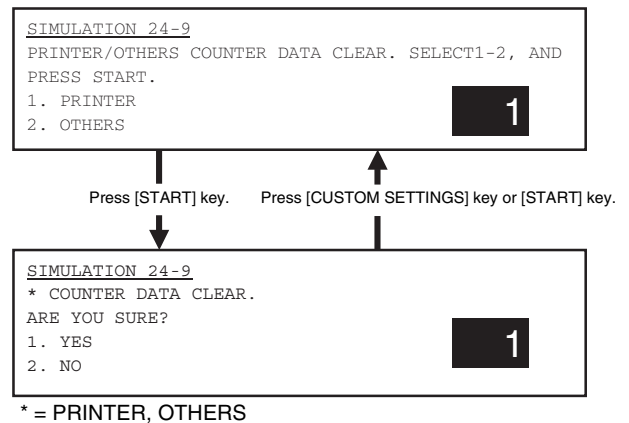 SIMULATION 24-9
PRINTER/OTHERS COUNTER DATA CLEAR. SELECT1-2, AND
PRESS START.
1. PRINTER
2. OTHERS
1
Press [START] key.
Press [CUSTOM SETTINGS] key or [START] key.
SIMULATION 24-9
* COUNTER DATA CLEAR.
ARE YOU SURE?
1. YES
2. NO
1
* = PRINTER, OTHERS